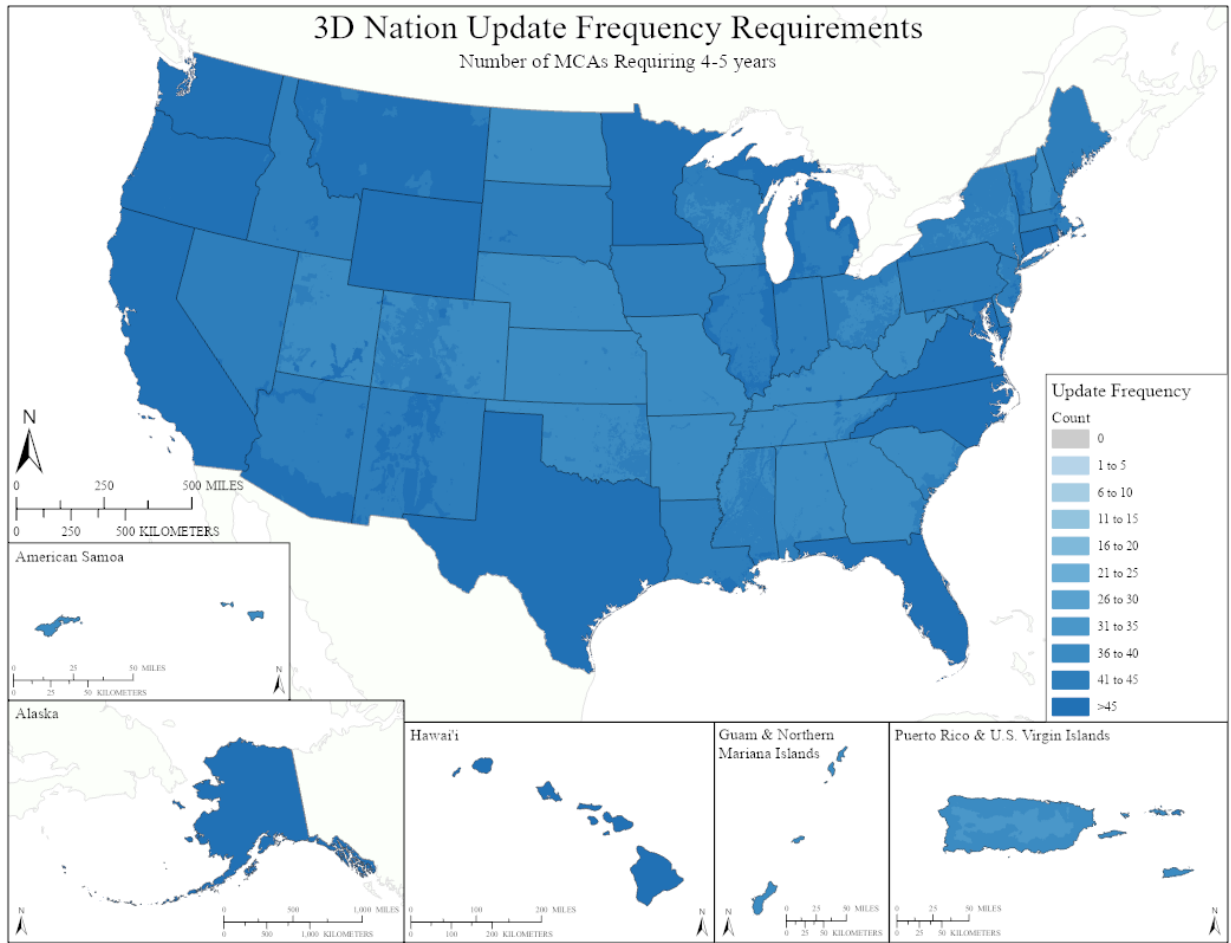 3D Nation Update Frequency Requirements
Number of MCAs Requiring 4-5 years
N
0 250 500 MILES
0 250 500 KILOMETERS
Update Frequency
Count
0
1 to 5
6 to 10
11 to 15
16 to 20
21 to 25
26 to 30
31 to 35
36 to 40
41 to 45
>45
American Samoa
0 25 50 MILES
0 25 50 KILOMETERS
N
Alaska
N
0 500 1,000 MILES
0 500 1,000 KILOMETERS
Hawai'i
0 100 200 MILES
0 100 200 KILOMETERS
N
Guam & Northern
Mariana Islands
N
0 25 50 MILES
0 25 50 KILOMETERS
Puerto Rico & U.S. Virgin Islands
0 25 50 MILES
0 25 50 KILOMETERS
N